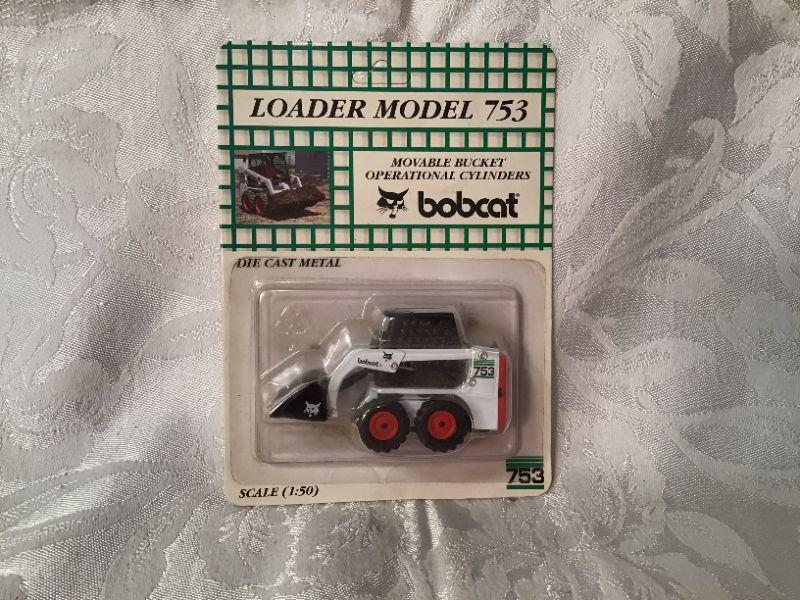 LOADER MODEL 753
MOVABLE BUCKET
OPERATIONAL CYLINDERS
bobcat®
DIE CAST METAL
bobcat
753
SCALE (1:50)
753